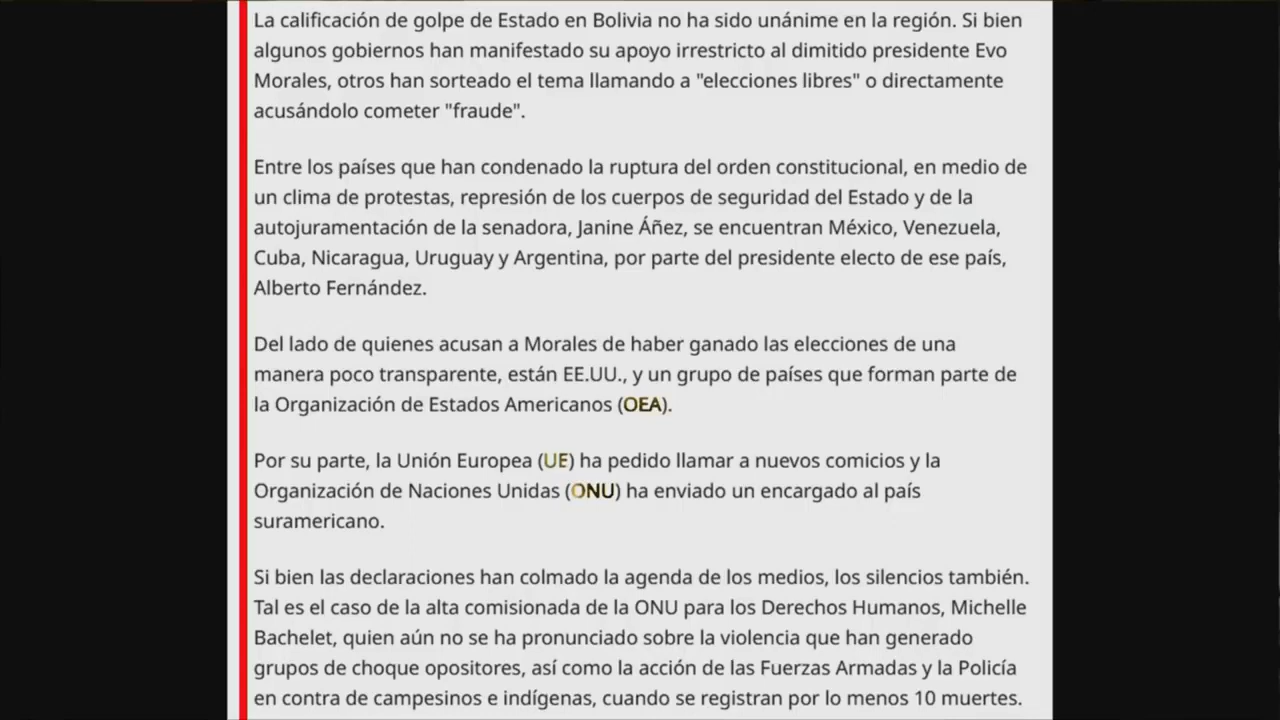 La calificación de golpe de Estado en Bolivia no ha sido unánime en la región. Si bien
algunos gobiernos han manifestado su apoyo irrestricto al dimitido presidente Evo
Morales, otros han sorteado el tema llamando a "elecciones libres" o directamente
acusándolo cometer "fraude".
Entre los países que han condenado la ruptura del orden constitucional, en medio de
un clima de protestas, represión de los cuerpos de seguridad del Estado y de la
autojuramentación de la senadora, Janine Áñez, se encuentran México, Venezuela,
Cuba, Nicaragua, Uruguay y Argentina, por parte del presidente electo de ese país,
Alberto Fernández.
Del lado de quienes acusan a Morales de haber ganado las elecciones de una
manera poco transparente, están EE.UU., y un grupo de países que forman parte de
la Organización de Estados Americanos (OEA).
Por su parte, la Unión Europea (UE) ha pedido llamar a nuevos comicios y la
Organización de Naciones Unidas (ONU) ha enviado un encargado al país
suramericano.
Si bien las declaraciones han colmado la agenda de los medios, los silencios también.
Tal es el caso de la alta comisionada de la ONU para los Derechos Humanos, Michelle
Bachelet, quien aún no se ha pronunciado sobre la violencia que han generado
grupos de choque opositores, así como la acción de las Fuerzas Armadas y la Policía
en contra de campesinos e indígenas, cuando se registran por lo menos 10 muertes.